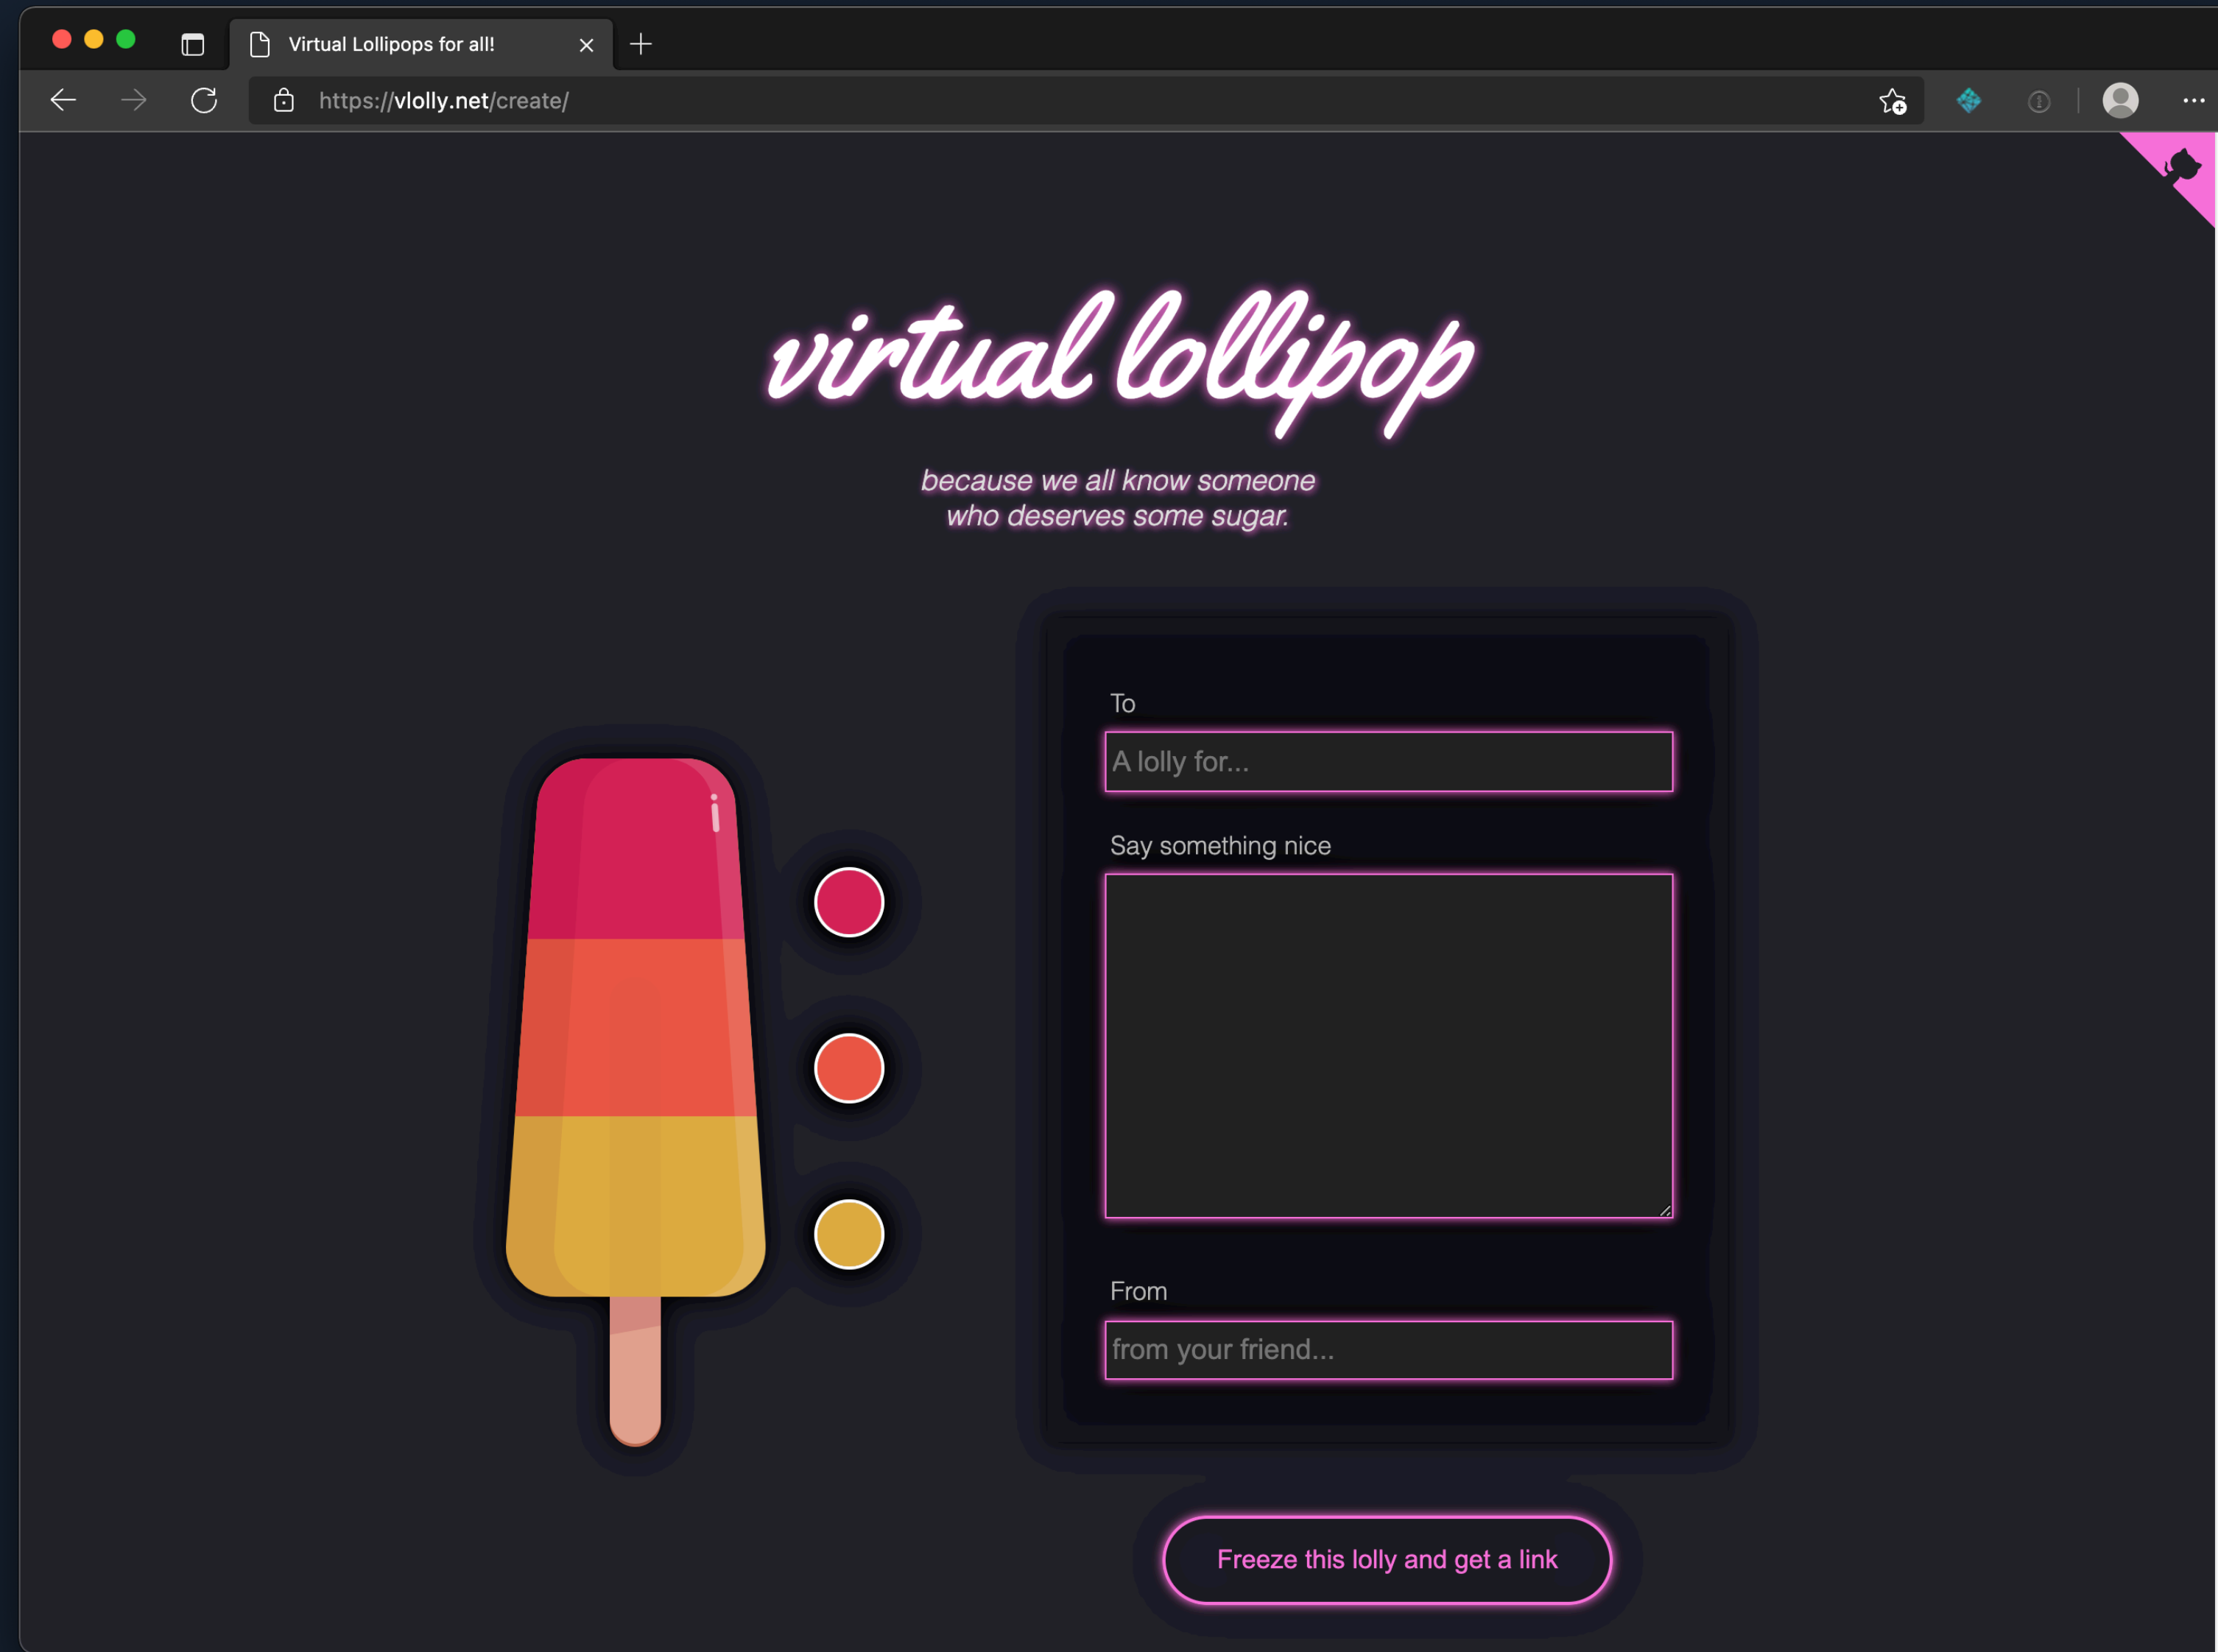 Virtual Lollipops for all!
https://vlolly.net/create/
virtual lollipop
because we all know someone
who deserves some sugar.
To
A lolly for...
Say something nice
From
from your friend...
Freeze this lolly and get a link